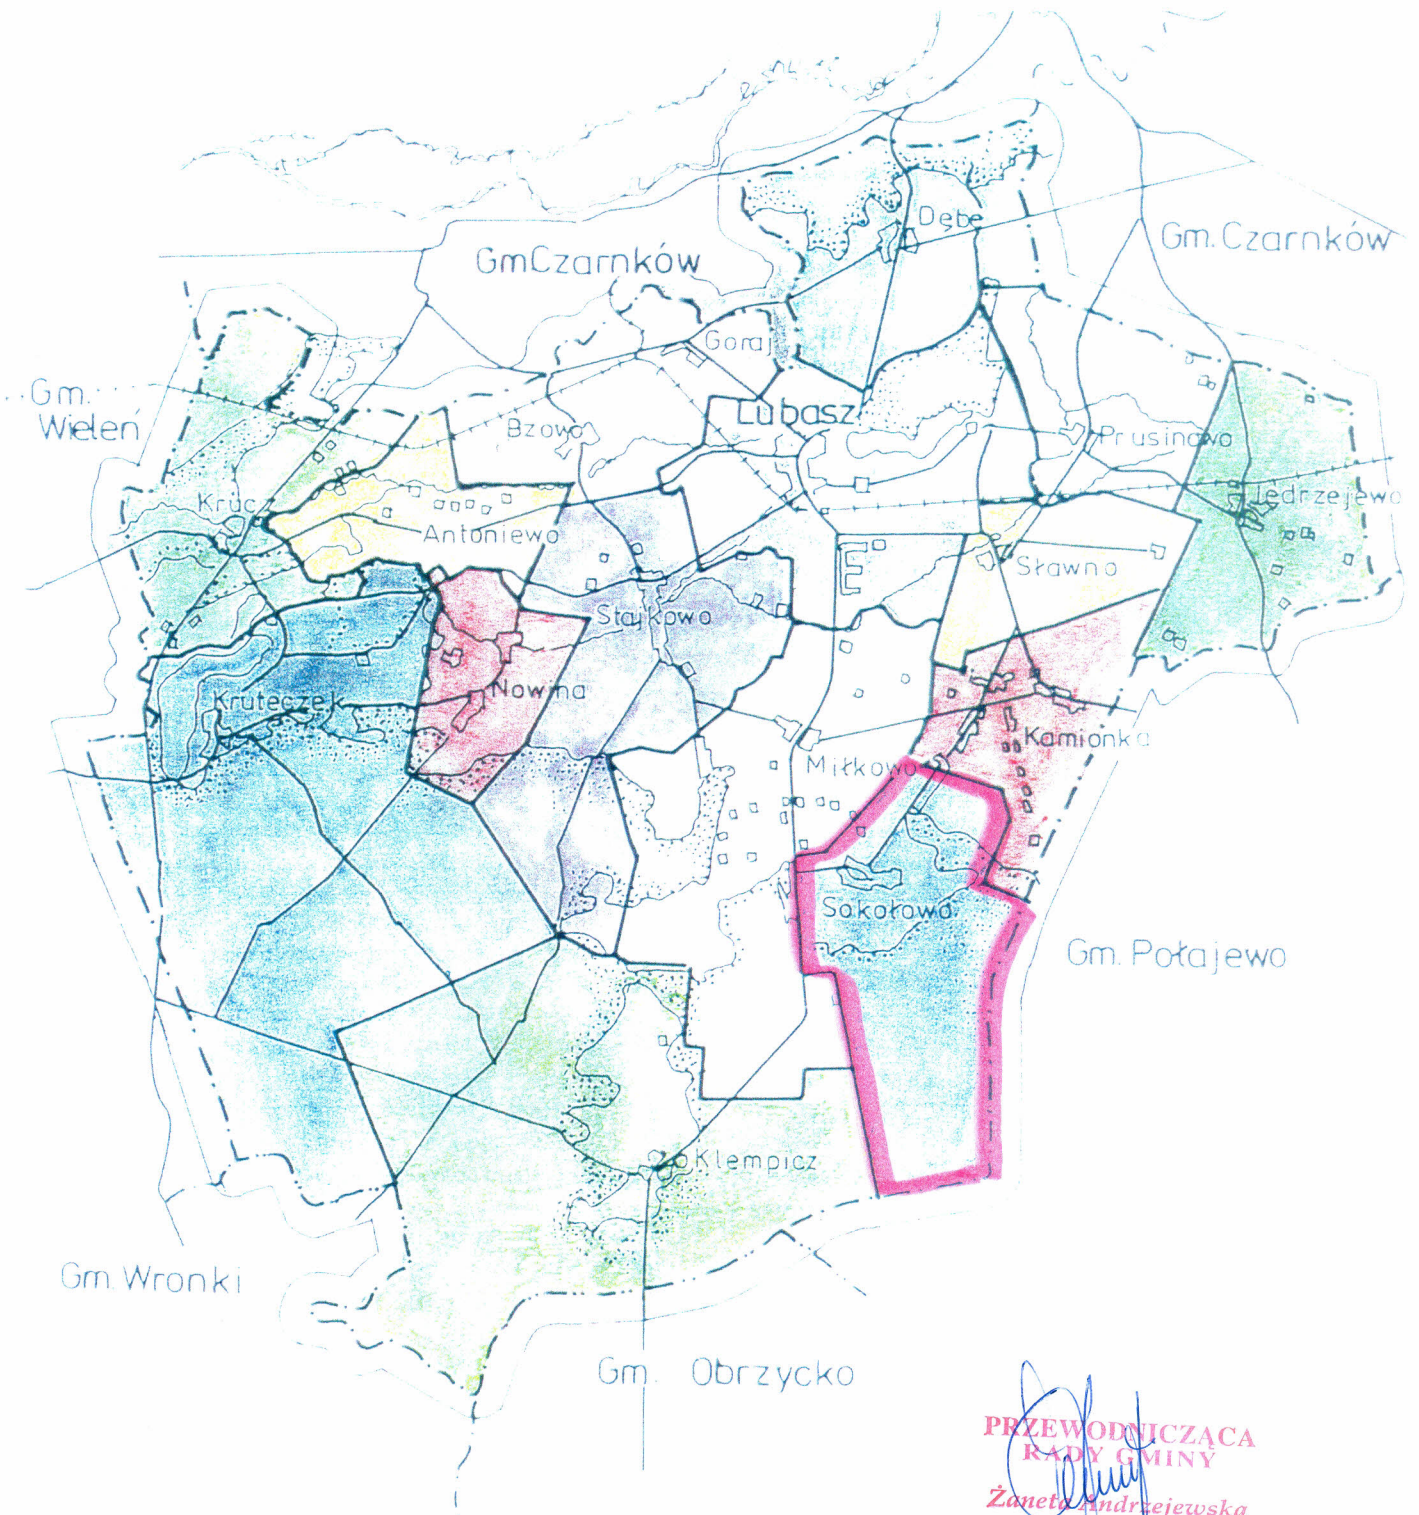 Dębe
Gm. Czarnków
GmCzarnków
Goraj
Gm.
Wieleń
Lubasz
Bzowo
Prusinowo
Kruc
Jędrzejewo
Antoniewo
Sławno
Stajkowo
Nowina
Kruteczek
Kamionka
Miłkowo
Sokołowo
Gm. Połajewo
Klempicz
Gm. Wronki
Gm. Obrzycko
PRZEWODNICZĄCA
RADY GMINY
Żaneta Andrzejewska